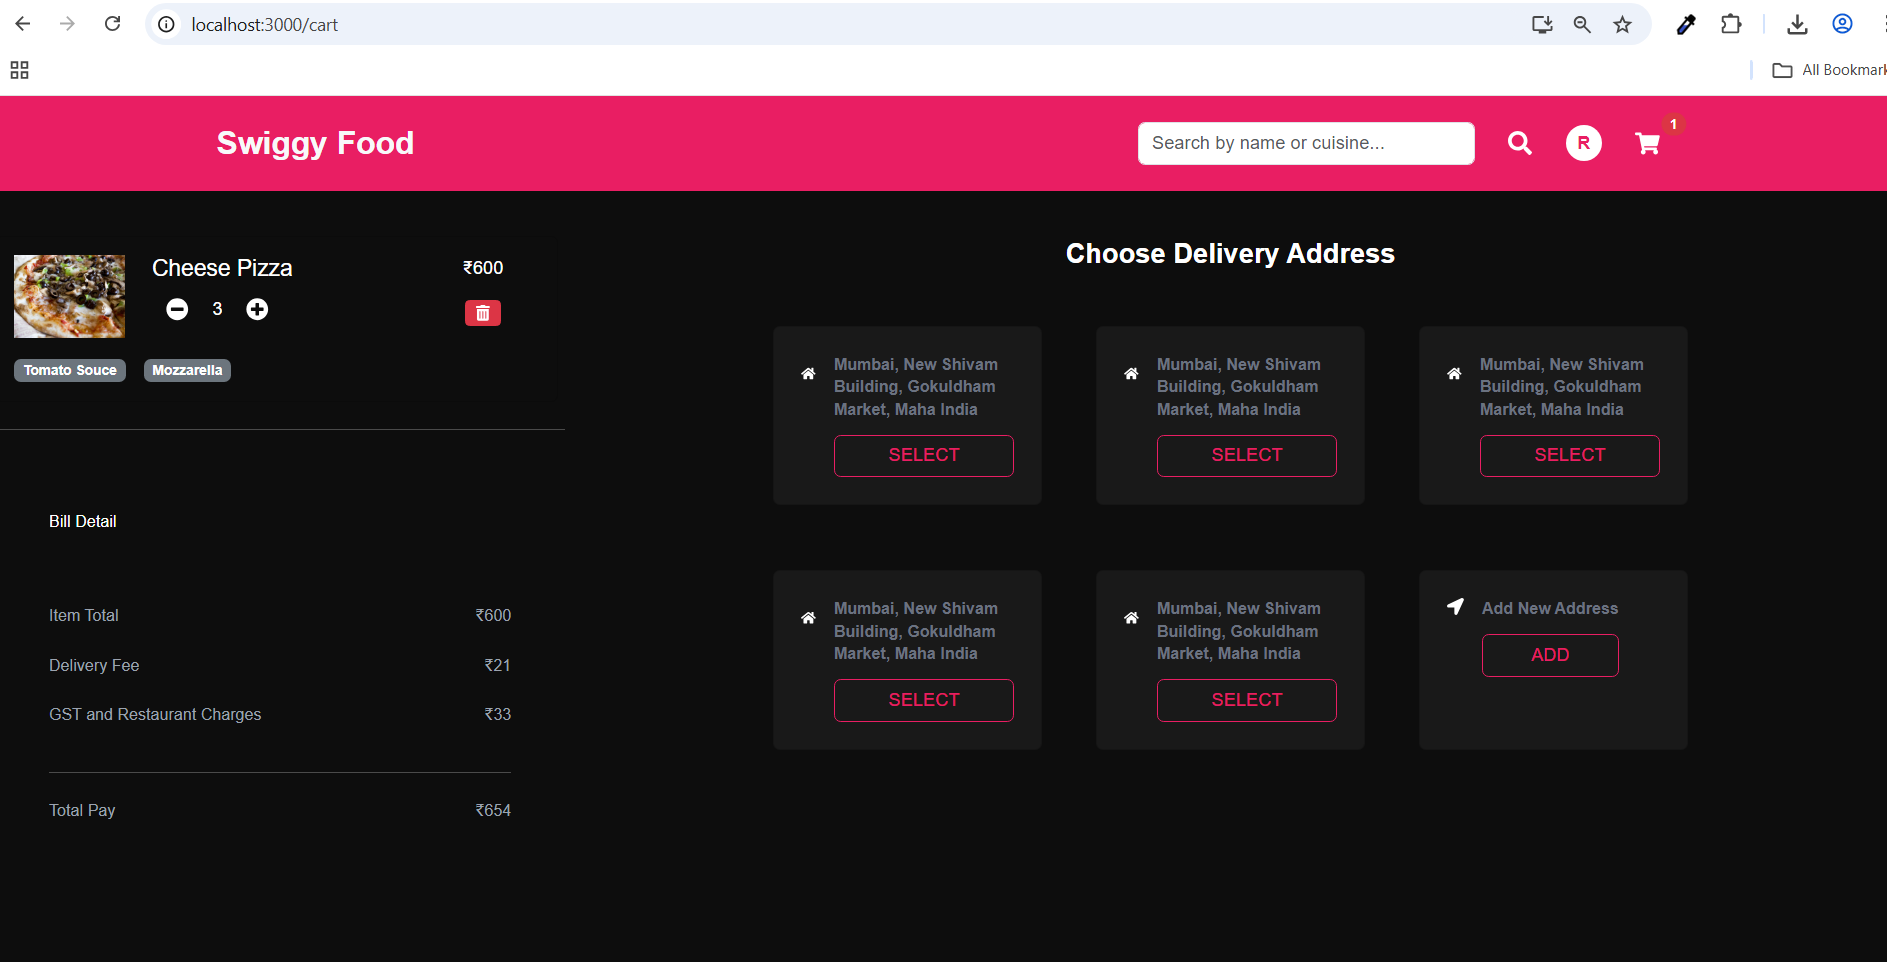 localhost:3000/cart
All Bookmark
Swiggy Food
Search by name or cuisine...
R
1
Cheese Pizza
₹600
3
Tomato Souce
Mozzarella
Bill Detail
Item Total
₹600
Delivery Fee
₹21
GST and Restaurant Charges
₹33
Total Pay
₹654
Choose Delivery Address
Mumbai, New Shivam
Building, Gokuldham
Market, Maha India
SELECT
Mumbai, New Shivam
Building, Gokuldham
Market, Maha India
SELECT
Mumbai, New Shivam
Building, Gokuldham
Market, Maha India
SELECT
Mumbai, New Shivam
Building, Gokuldham
Market, Maha India
SELECT
Mumbai, New Shivam
Building, Gokuldham
Market, Maha India
SELECT
Add New Address
ADD